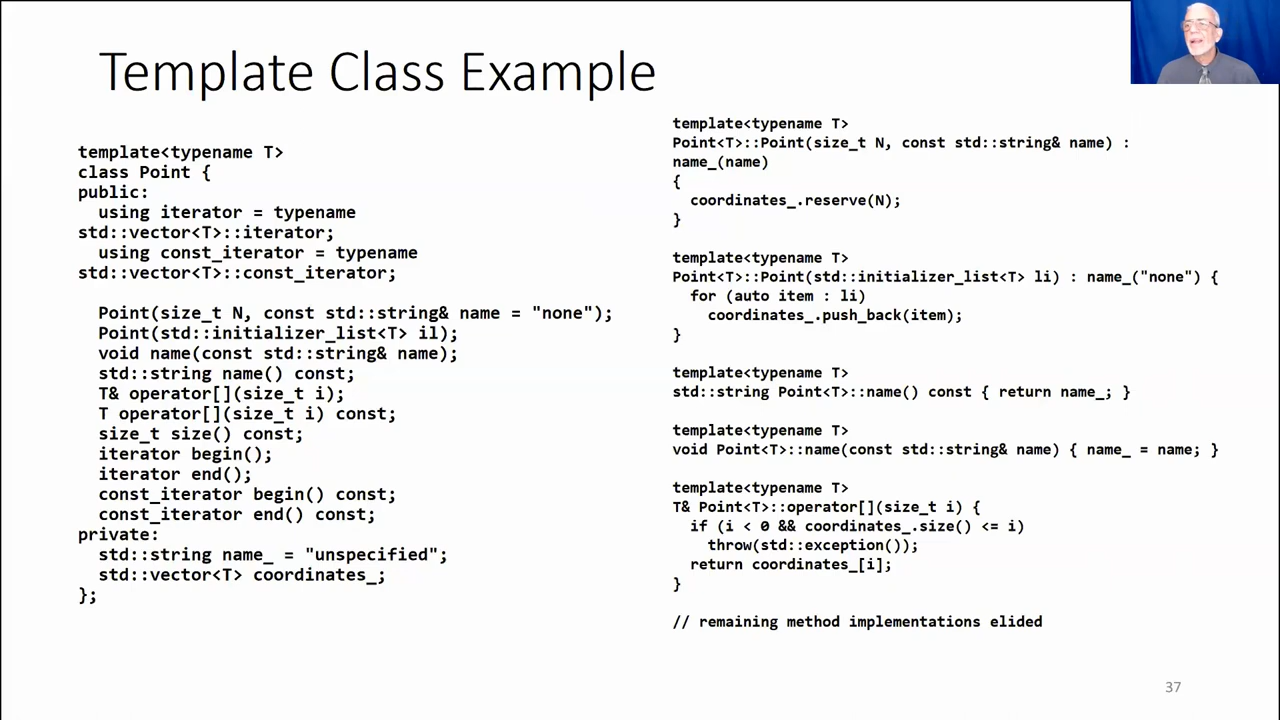 Template Class Example
template<typename T>
class Point {
public:
  using iterator = typename
std::vector<T>::iterator;
  using const_iterator = typename
std::vector<T>::const_iterator;
  Point(size_t N, const std::string& name = "none");
  Point(std::initializer_list<T> il);
  void name(const std::string& name);
  std::string name() const;
  T& operator[](size_t i);
  T operator[](size_t i) const;
  size_t size() const;
  iterator begin();
  iterator end();
  const_iterator begin() const;
  const_iterator end() const;
private:
  std::string name_ = "unspecified";
  std::vector<T> coordinates_;
};
template<typename T>
Point<T>::Point(size_t N, const std::string& name) :
name_(name)
{
  coordinates_.reserve(N);
}
template<typename T>
Point<T>::Point(std::initializer_list<T> li) : name_("none") {
  for (auto item : li)
    coordinates_.push_back(item);
}
template<typename T>
std::string Point<T>::name() const { return name_; }
template<typename T>
void Point<T>::name(const std::string& name) { name_ = name; }
template<typename T>
T& Point<T>::operator[](size_t i) {
  if (i < 0 && coordinates_.size() <= i)
    throw(std::exception());
  return coordinates_[i];
}
// remaining method implementations elided
37